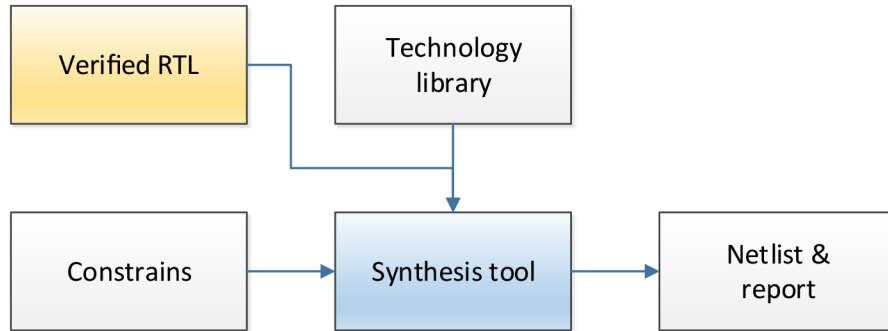 Verified RTL
Technology
library
Constrains
Synthesis tool
Netlist &
report